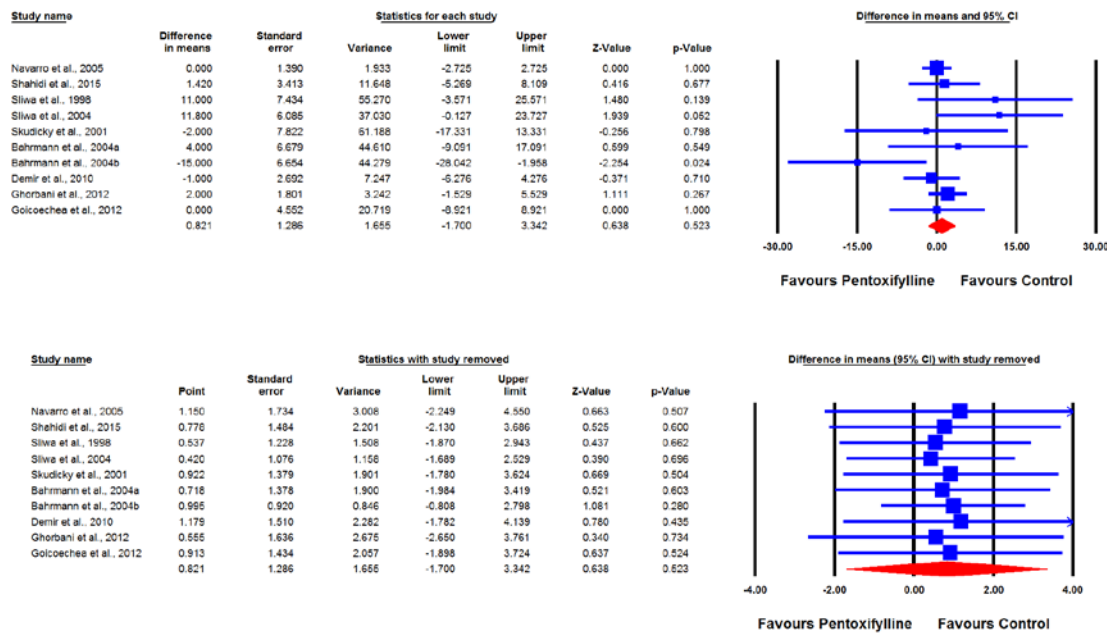 Study name Statistics for each study Difference in means and 95% CI
Difference in means Standard error Variance Lower limit Upper limit Z-Value p-Value
Navarro et al., 2005 0.000 1.390 1.933 -2.725 2.725 0.000 1.000
Shahidi et al., 2015 1.420 3.413 11.648 -5.269 8.109 0.416 0.677
Sliwa et al., 1998 11.000 7.434 55.270 -3.571 25.571 1.480 0.139
Sliwa et al., 2004 11.800 6.085 37.030 -0.127 23.727 1.939 0.052
Skudicky et al., 2001 -2.000 7.822 61.188 -17.331 13.331 -0.256 0.798
Bahrmann et al., 2004a 4.000 6.679 44.610 -9.091 17.091 0.599 0.549
Bahrmann et al., 2004b -15.000 6.654 44.279 -28.042 -1.958 -2.254 0.024
Demir et al., 2010 -1.000 2.692 7.247 -6.276 4.276 -0.371 0.710
Ghorbani et al., 2012 2.000 1.801 3.242 -1.529 5.529 1.111 0.267
Goicoechea et al., 2012 0.000 4.552 20.719 -8.921 8.921 0.000 1.000
0.821 1.286 1.655 -1.700 3.342 0.638 0.523
-30.00 -15.00 0.00 15.00 30.00
Favours Pentoxifylline Favours Control
Study name Statistics with study removed Difference in means (95% CI) with study removed
Point Standard error Variance Lower limit Upper limit Z-Value p-Value
Navarro et al., 2005 1.150 1.734 3.008 -2.249 4.550 0.663 0.507
Shahidi et al., 2015 0.778 1.484 2.201 -2.130 3.686 0.525 0.600
Sliwa et al., 1998 0.537 1.228 1.508 -1.870 2.943 0.437 0.662
Sliwa et al., 2004 0.420 1.076 1.158 -1.689 2.529 0.390 0.696
Skudicky et al., 2001 0.922 1.379 1.901 -1.780 3.624 0.669 0.504
Bahrmann et al., 2004a 0.718 1.378 1.900 -1.984 3.419 0.521 0.603
Bahrmann et al., 2004b 0.995 0.920 0.846 -0.808 2.798 1.081 0.280
Demir et al., 2010 1.179 1.510 2.282 -1.782 4.139 0.780 0.435
Ghorbani et al., 2012 0.555 1.636 2.675 -2.650 3.761 0.340 0.734
Goicoechea et al., 2012 0.913 1.434 2.057 -1.898 3.724 0.637 0.524
0.821 1.286 1.655 -1.700 3.342 0.638 0.523
-4.00 -2.00 0.00 2.00 4.00
Favours Pentoxifylline Favours Control